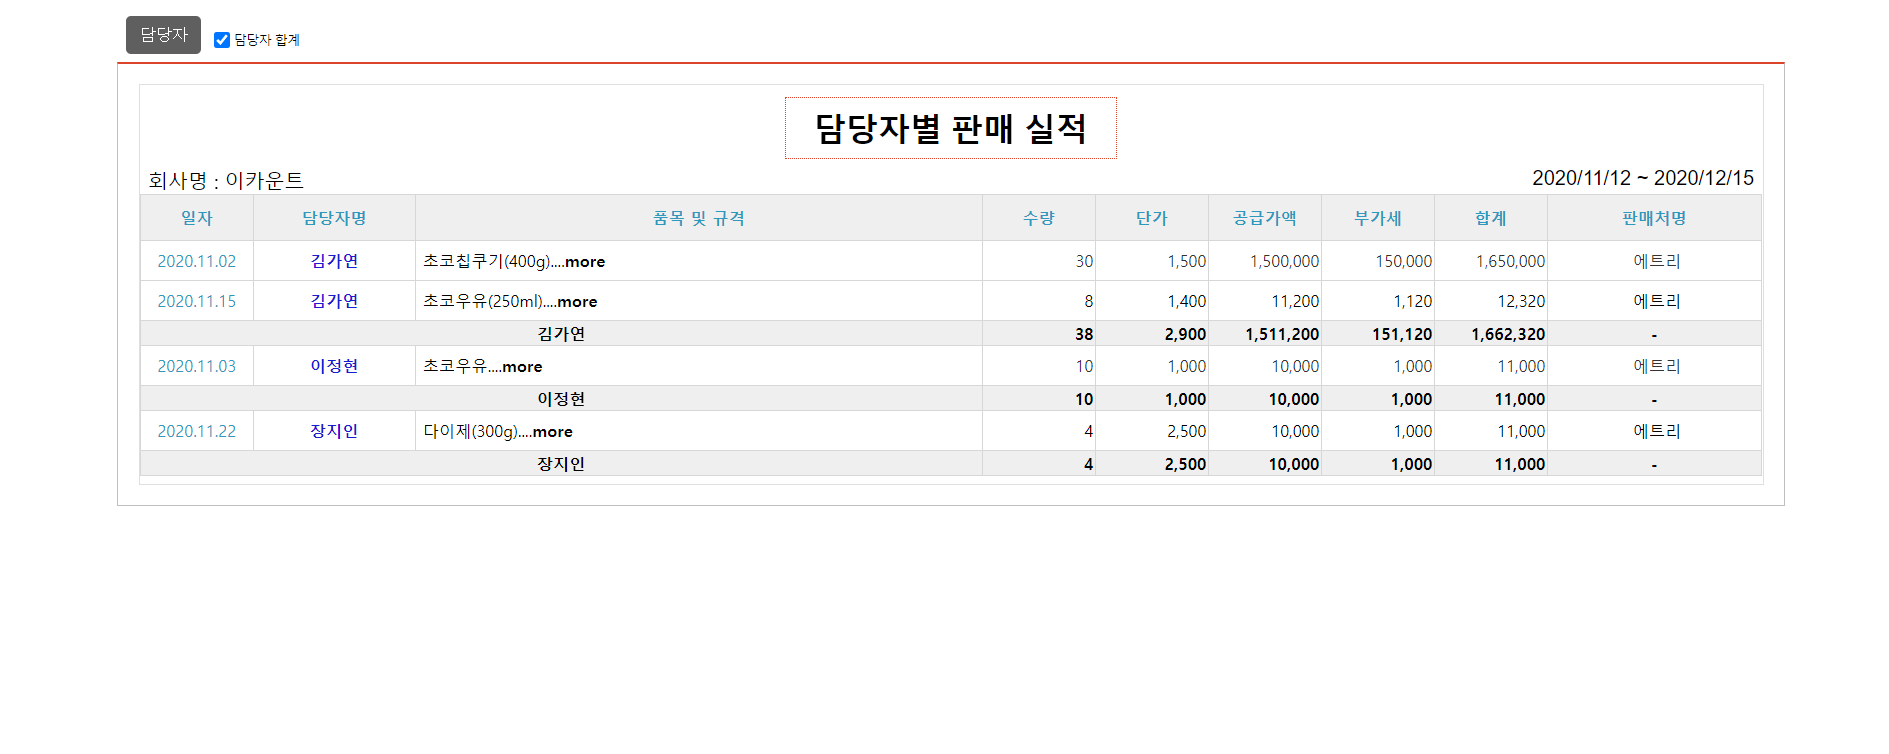 담당자 담당자 합계
담당자별 판매 실적
회사명 : 이카운트 2020/11/12 ~ 2020/12/15
일자 담당자명 품목 및 규격 수량 단가 공급가액 부가세 합계 판매처명
2020.11.02 김가연 초코칩쿠기(400g)....more 30 1,500 1,500,000 150,000 1,650,000 에트리
2020.11.15 김가연 초코우유(250ml)....more 8 1,400 11,200 1,120 12,320 에트리
김가연 38 2,900 1,511,200 151,120 1,662,320 -
2020.11.03 이정현 초코우유....more 10 1,000 10,000 1,000 11,000 에트리
이정현 10 1,000 10,000 1,000 11,000 -
2020.11.22 장지인 다이제(300g)....more 4 2,500 10,000 1,000 11,000 에트리
장지인 4 2,500 10,000 1,000 11,000 -